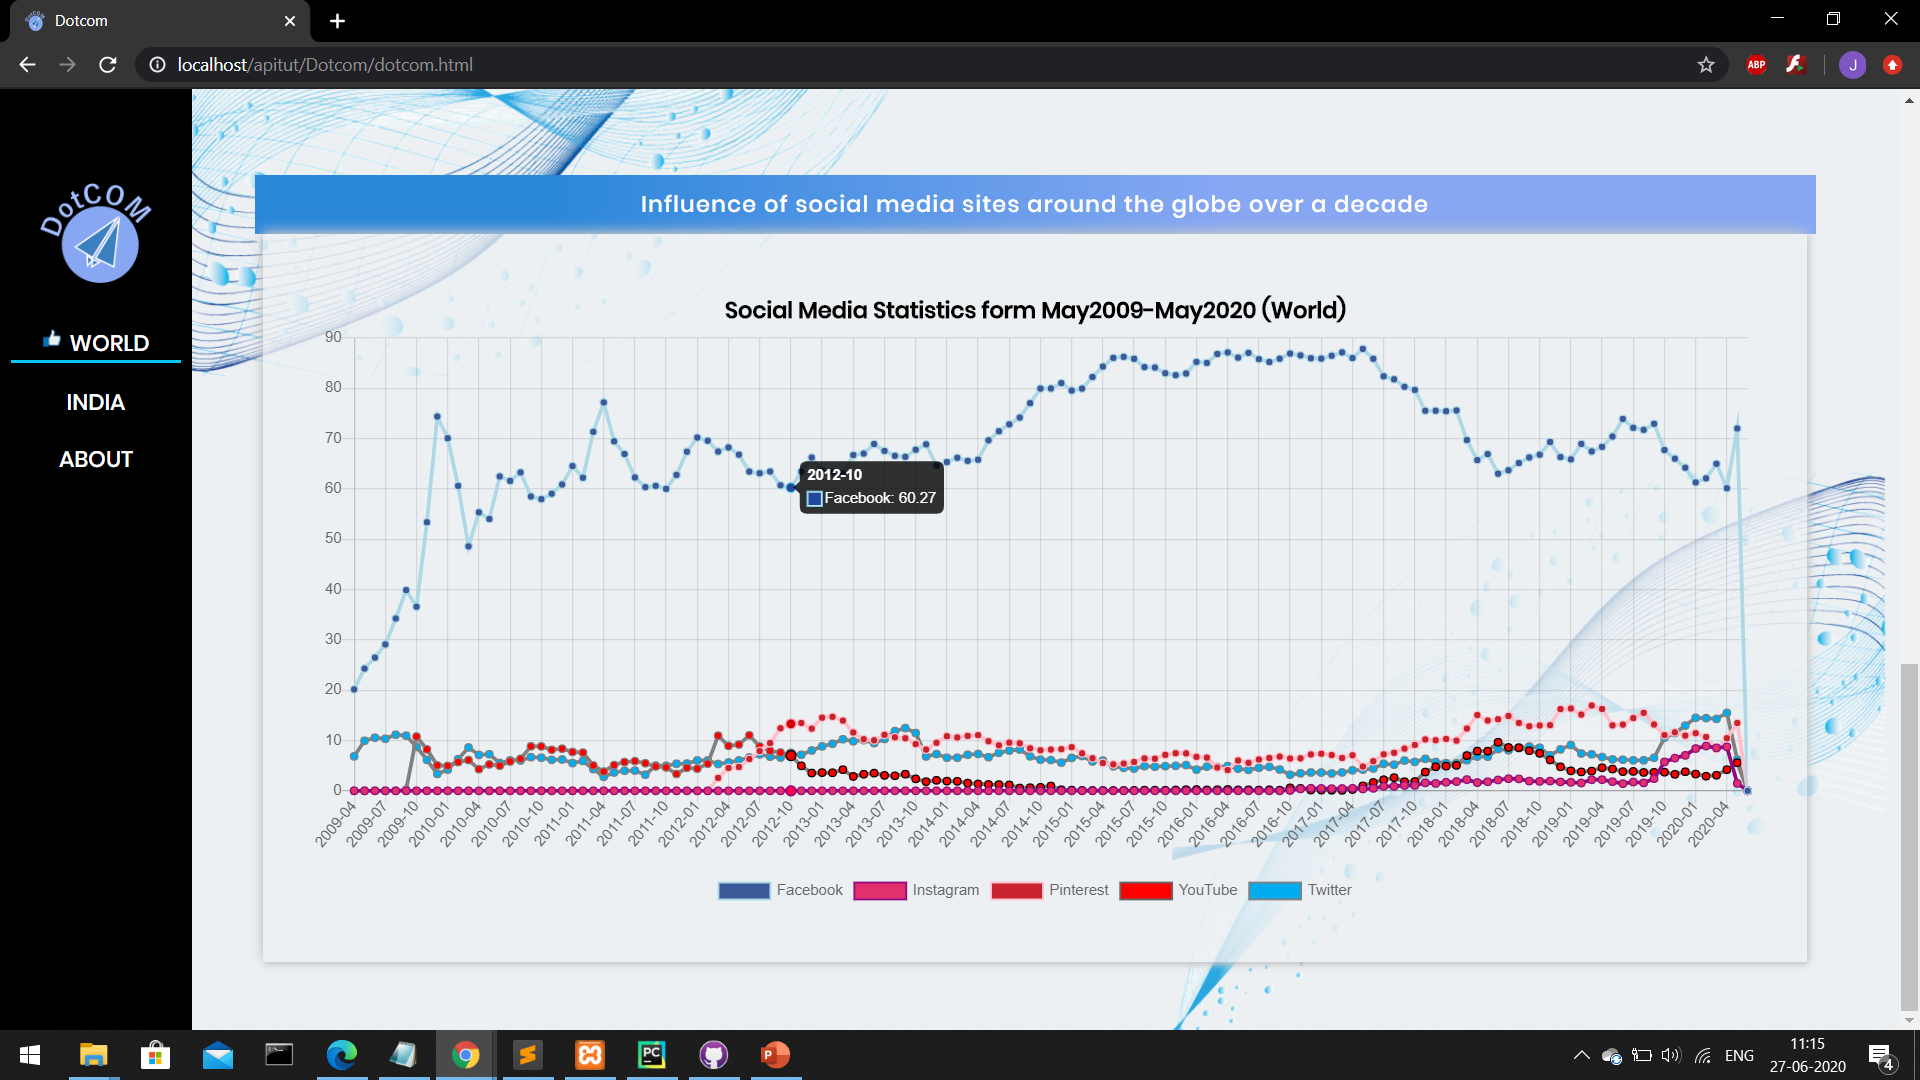 Dotcom
localhost/apitut/Dotcom/dotcom.html
ABP
J
DotCOM
WORLD
INDIA
ABOUT
Influence of social media sites around the globe over a decade
Social Media Statistics form May2009-May2020 (World)
90
80
70
60
50
40
30
20
10
0
2012-10
Facebook: 60.27
2009-04 2009-07 2009-10 2010-01 2010-04 2010-07 2010-10 2011-01 2011-04 2011-07 2011-10 2012-01 2012-04 2012-07 2012-10 2013-01 2013-04 2013-07 2013-10 2014-01 2014-04 2014-07 2014-10 2015-01 2015-04 2015-07 2015-10 2016-01 2016-04 2016-07 2016-10 2017-01 2017-04 2017-07 2017-10 2018-01 2018-04 2018-07 2018-10 2019-01 2019-04 2019-07 2019-10 2020-01 2020-04
Facebook Instagram Pinterest YouTube Twitter
PC
P
ENG
11:15
27-06-2020
4